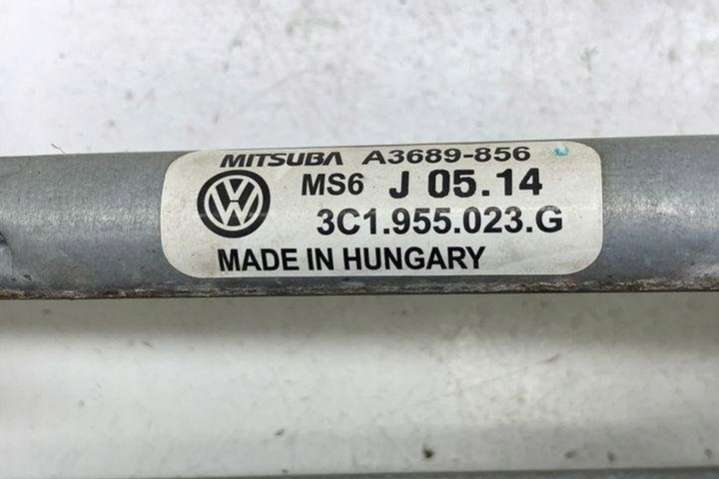 MITSUBA A3689-856
MS6 J 05.14
3C1.955.023.G
MADE IN HUNGARY